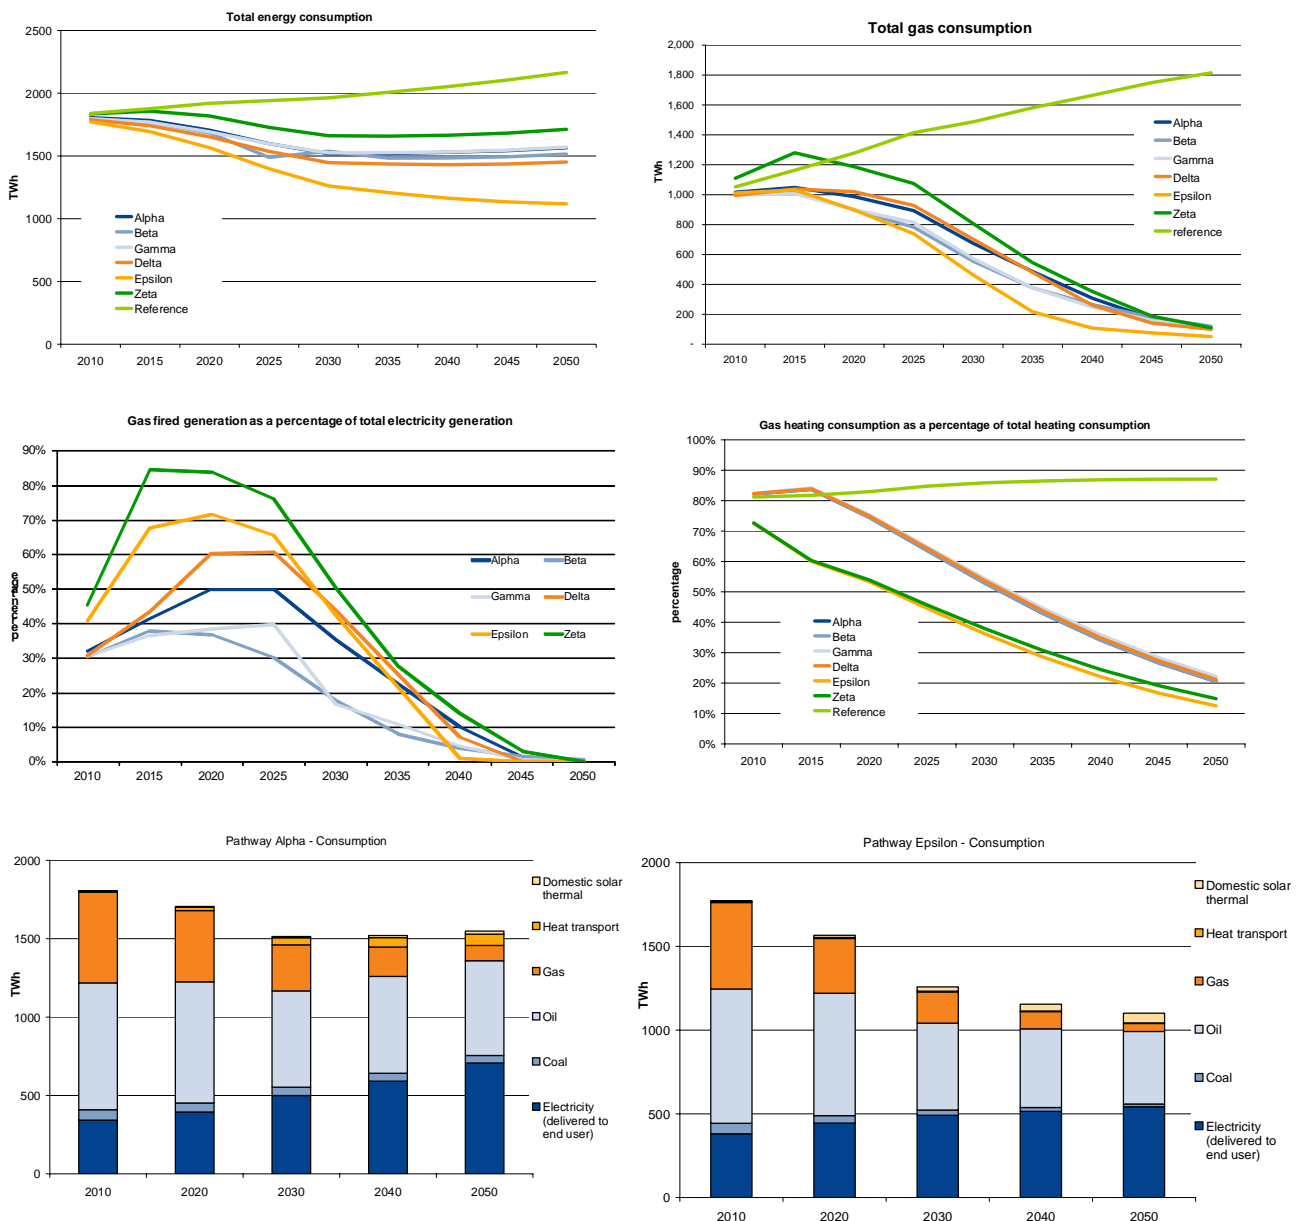 Total energy consumption
2500
2000
1500
1000
500
0
TWh
Alpha
Beta
Gamma
Delta
Epsilon
Zeta
Reference
2010 2015 2020 2025 2030 2035 2040 2045 2050
Total gas consumption
2,000
1,800
1,600
1,400
1,200
1,000
800
600
400
200
-
TWh
Alpha
Beta
Gamma
Delta
Epsilon
Zeta
reference
2010 2015 2020 2025 2030 2035 2040 2045 2050
Gas fired generation as a percentage of total electricity generation
90%
80%
70%
60%
50%
40%
30%
20%
10%
0%
Alpha Beta
Gamma Delta
Epsilon Zeta
2010 2015 2020 2025 2030 2035 2040 2045 2050
Gas heating consumption as a percentage of total heating consumption
100%
90%
80%
70%
60%
50%
40%
30%
20%
10%
0%
percentage
Alpha
Beta
Gamma
Delta
Epsilon
Zeta
Reference
2010 2015 2020 2025 2030 2035 2040 2045 2050
Pathway Alpha - Consumption
2000
1500
1000
500
0
TWh
Domestic solar
thermal
Heat transport
Gas
Oil
Coal
Electricity
(delivered to
end user)
2010 2020 2030 2040 2050
Pathway Epsilon - Consumption
2000
1500
1000
500
0
TWh
Domestic solar
thermal
Heat transport
Gas
Oil
Coal
Electricity
(delivered to
end user)
2010 2020 2030 2040 2050